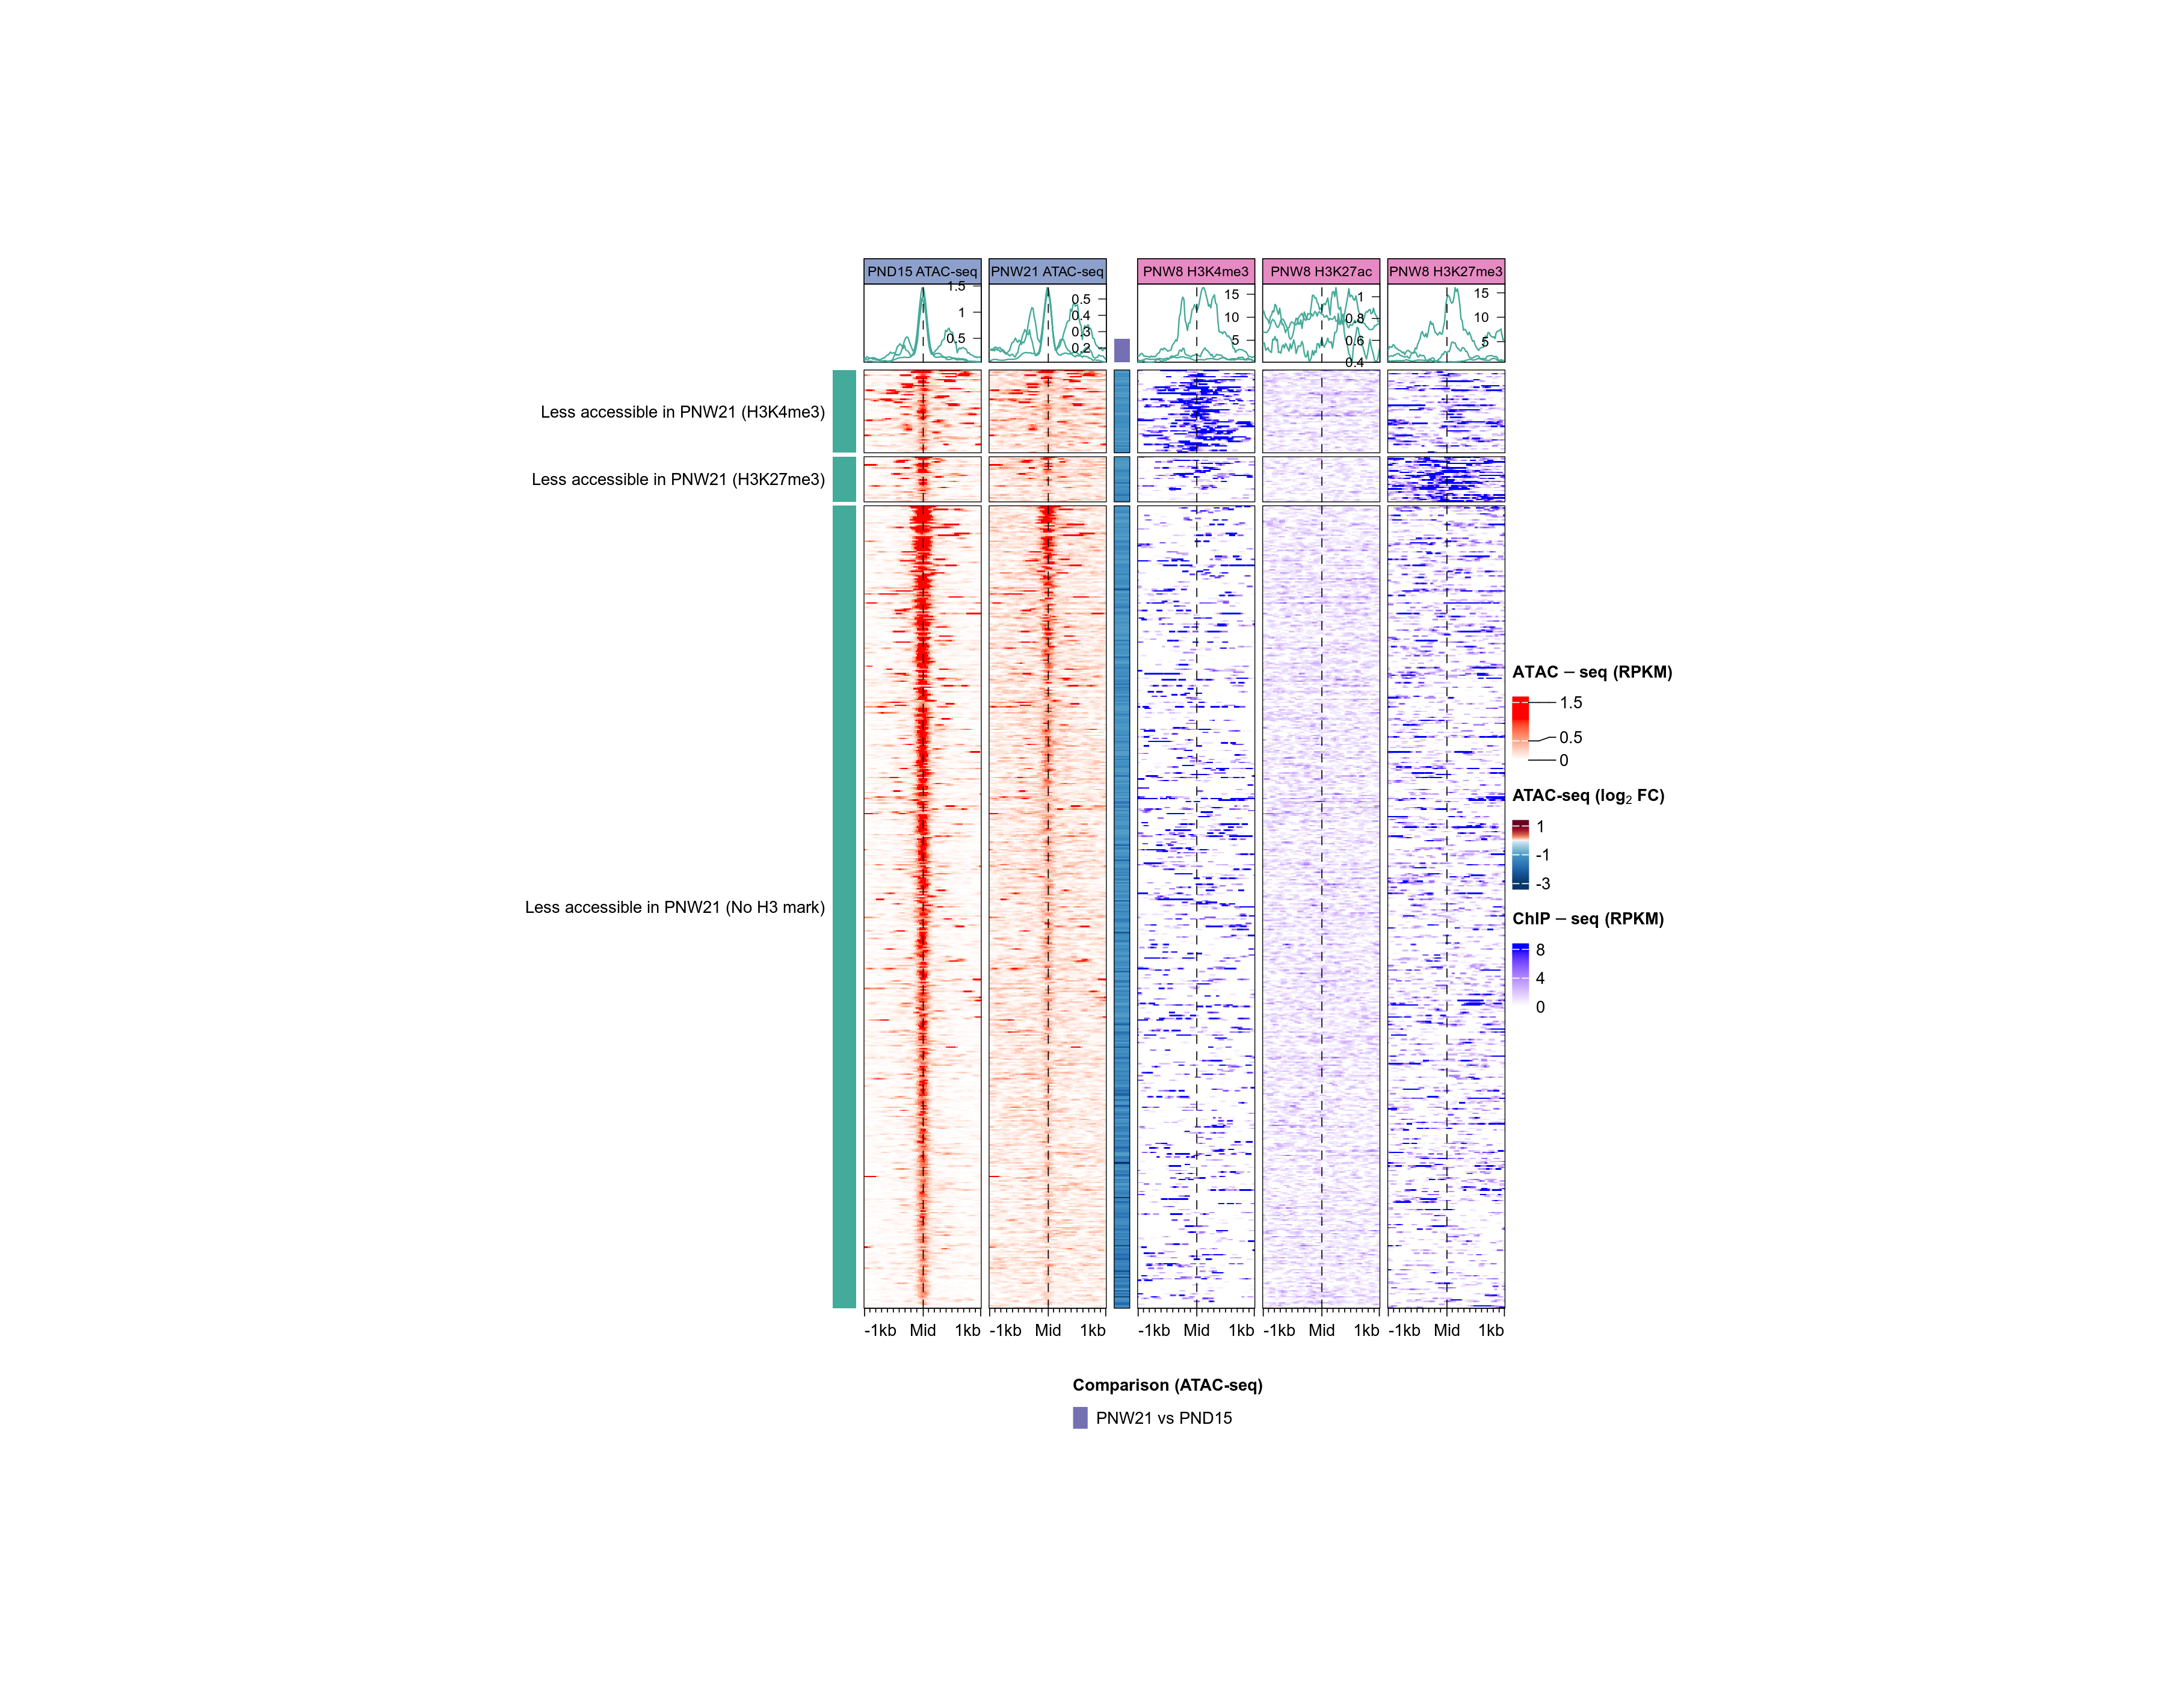 PND15 ATAC-seq
PNW21 ATAC-seq
PNW8 H3K4me3
PNW8 H3K27ac
PNW8 H3K27me3
1.5
1
0.5
0.5
0.4
0.3
0.2
15
10
5
1
0.8
0.6
0.4
15
10
5
Less accessible in PNW21 (H3K4me3)
Less accessible in PNW21 (H3K27me3)
Less accessible in PNW21 (No H3 mark)
ATAC – seq (RPKM)
1.5
0.5
0
ATAC-seq (log₂ FC)
1
-1
-3
ChIP – seq (RPKM)
8
4
0
-1kb Mid 1kb
-1kb Mid 1kb
-1kb Mid 1kb
-1kb Mid 1kb
-1kb Mid 1kb
Comparison (ATAC-seq)
PNW21 vs PND15